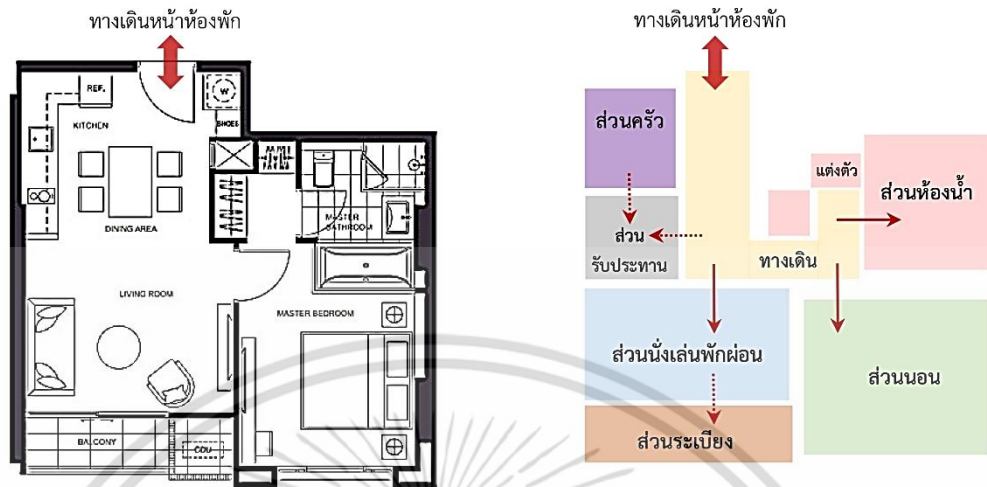 ทางเดินหน้าห้องพัก
REF.
W
KITCHEN
SHOES
DINING AREA
MASTER
BATHROOM
LIVING ROOM
MASTER BEDROOM
BALCONY
CDU
ทางเดินหน้าห้องพัก
ส่วนครัว
แต่งตัว
ส่วนห้องน้ำ
ส่วน
รับประทาน
ทางเดิน
ส่วนนั่งเล่นพักผ่อน
ส่วนนอน
ส่วนระเบียง